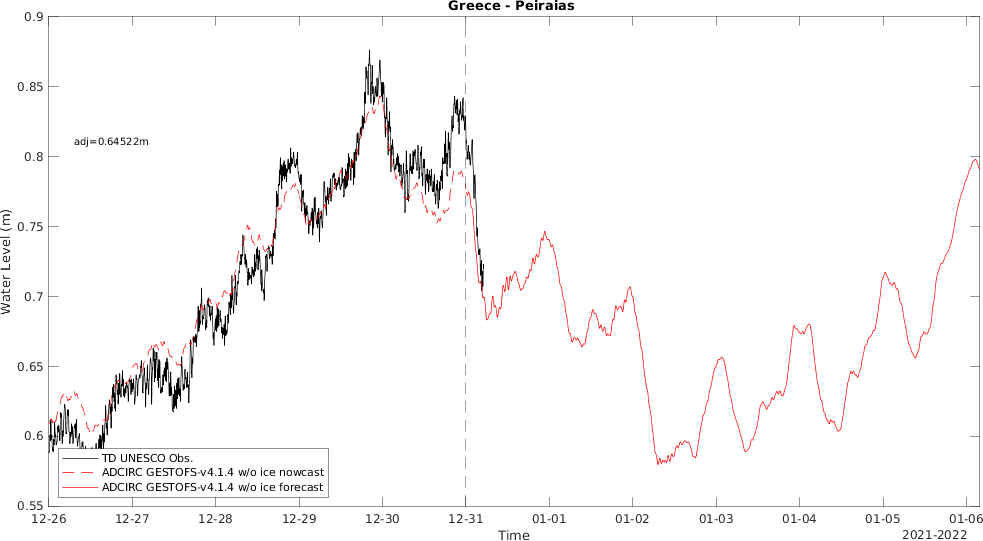 Greece - Peiraias
0.9
0.85
0.8
0.75
0.7
0.65
0.6
0.55
Water Level (m)
adj=0.64522m
TD UNESCO Obs.
ADCIRC GESTOFS-v4.1.4 w/o ice nowcast
ADCIRC GESTOFS-v4.1.4 w/o ice forecast
12-26 12-27 12-28 12-29 12-30 12-31 01-01 01-02 01-03 01-04 01-05 01-06
Time
2021-2022